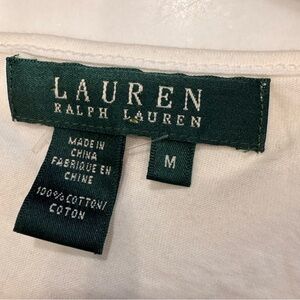 LAUREN
RALPH LAUREN
MADE IN
CHINA
FABRIQUE EN
CHINE
100% COTTON/
COTON
M